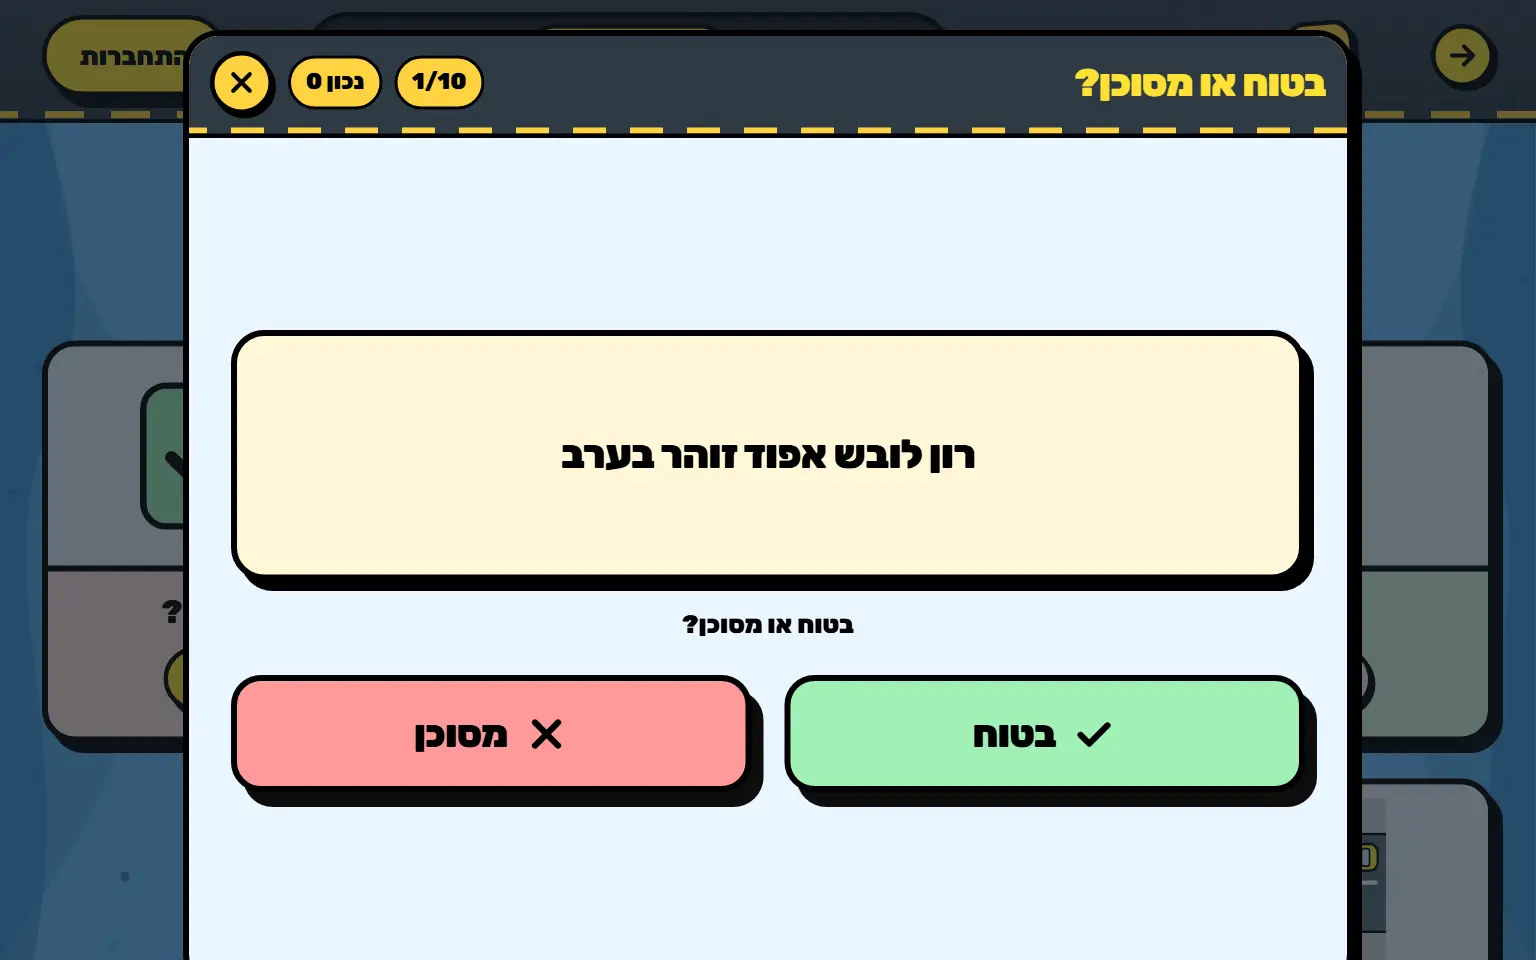 התחברות
בטוח או מסוכן?
1/10
נכון 0
רון לובש אפוד זוהר בערב
בטוח או מסוכן?
בטוח
מסוכן
?